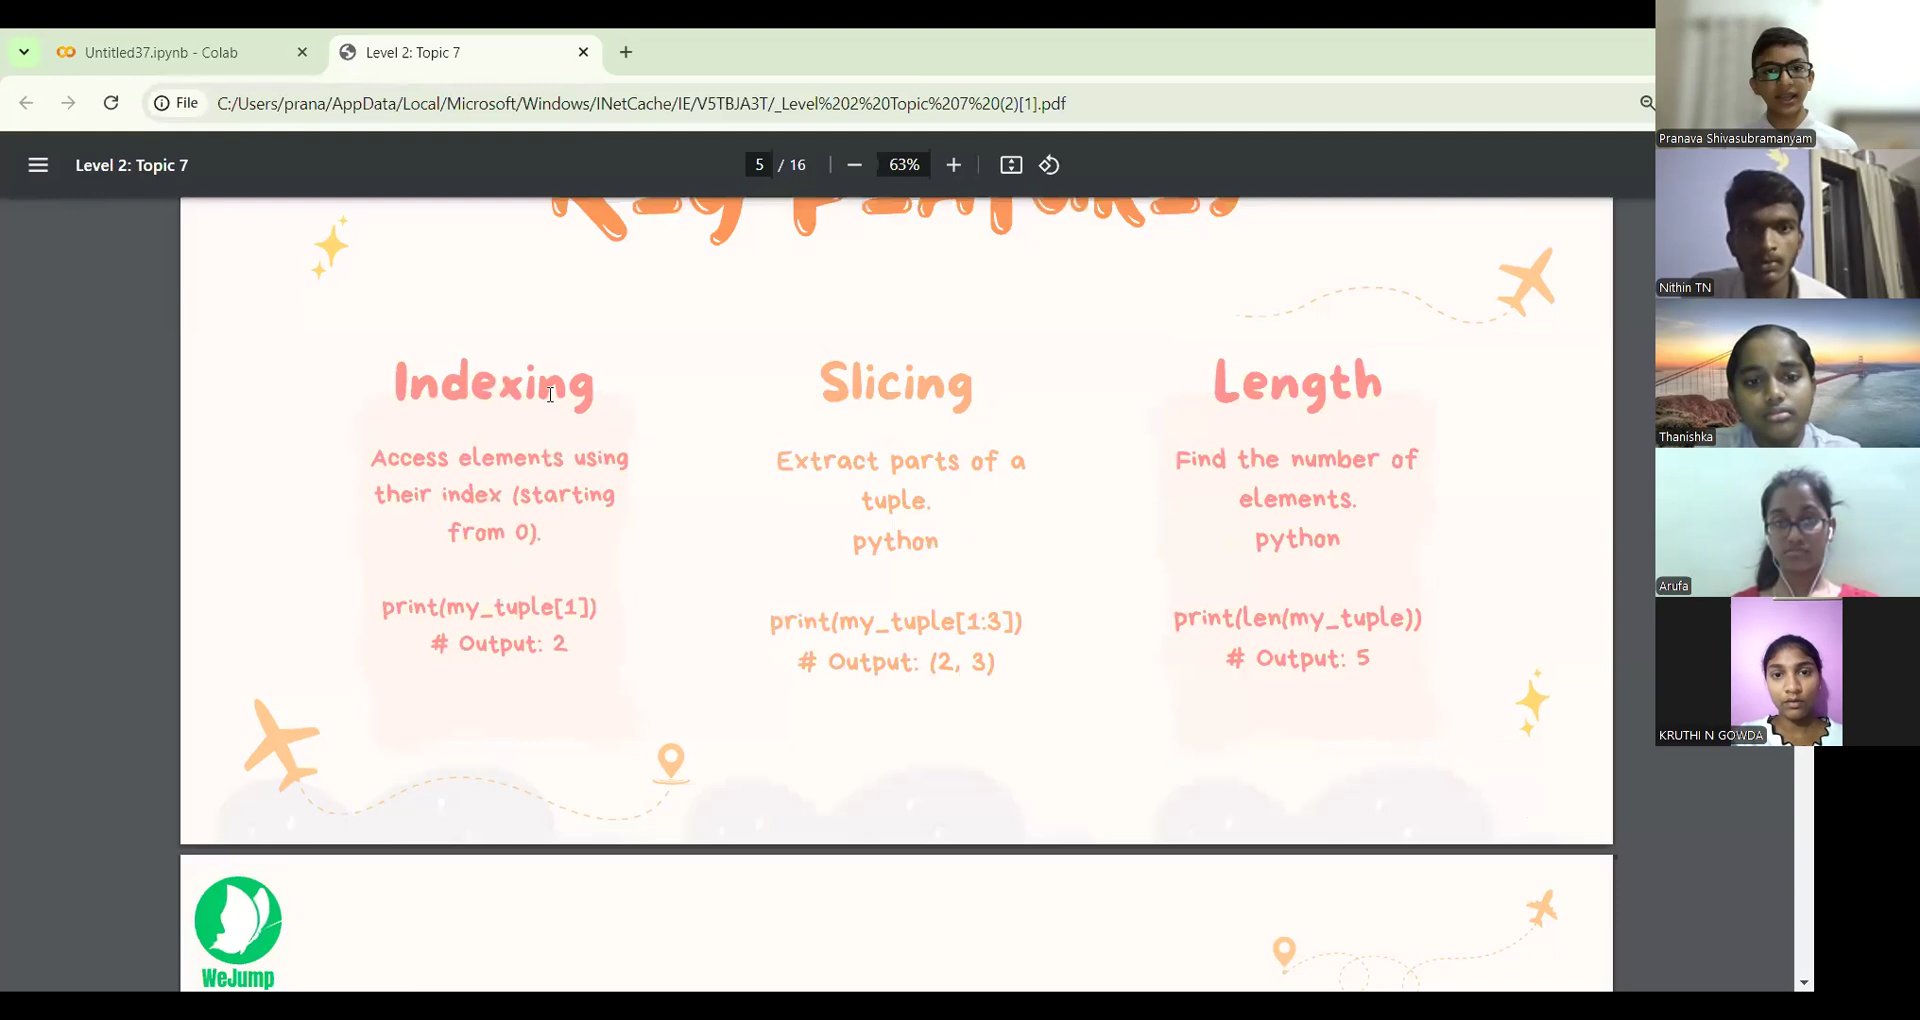 Untitled37.ipynb - Colab
Level 2: Topic 7
File
C:/Users/prana/AppData/Local/Microsoft/Windows/INetCache/IE/V5TBJA3T/_Level%202%20Topic%207%20(2)[1].pdf
Level 2: Topic 7
5 / 16
63%
Indexing
Access elements using
their index (starting
from 0).
print(my_tuple[1])
# Output: 2
Slicing
Extract parts of a
tuple.
python
print(my_tuple[1:3])
# Output: (2, 3)
Length
Find the number of
elements.
python
print(len(my_tuple))
# Output: 5
WeJump
Pranava Shivasubramanyam
Nithin TN
Thanishka
Arufa
KRUTHI N GOWDA